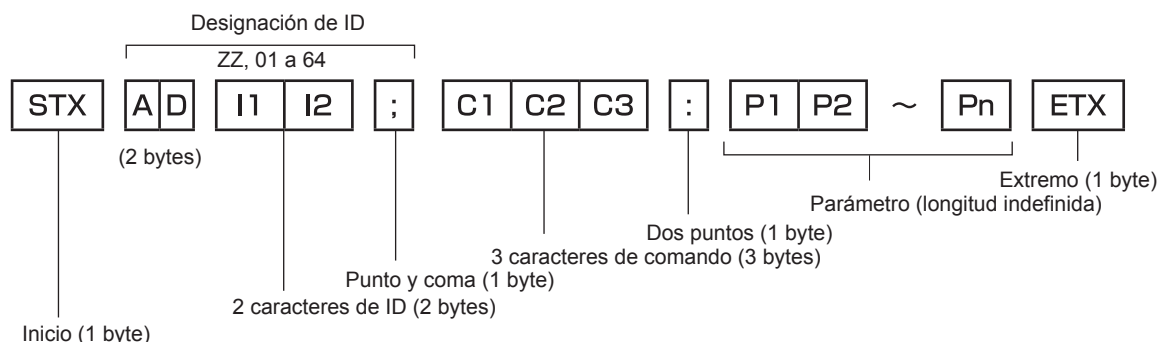 Designación de ID
ZZ, 01 a 64
STX A D I1 I2 ; C1 C2 C3 : P1 P2 ~ Pn ETX
(2 bytes)
Extremo (1 byte)
Parámetro (longitud indefinida)
Dos puntos (1 byte)
3 caracteres de comando (3 bytes)
Punto y coma (1 byte)
2 caracteres de ID (2 bytes)
Inicio (1 byte)